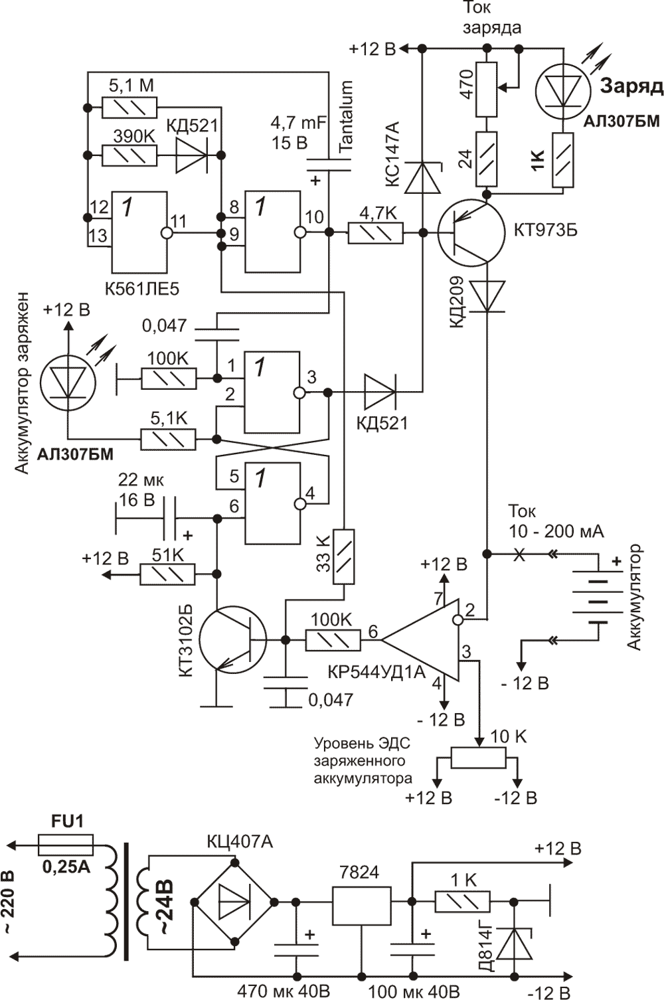 Ток
заряда
+12 В
470
Заряд
АЛ307БМ
24
1К
5,1 М
КД521
390К
4,7 mF
15 В
Tantalum
+
КС147А
12
1
11
13
8
1
10
9
4,7К
КТ973Б
К561ЛЕ5
КД209
Аккумулятор заряжен
+12 В
0,047
100К
1
1
3
2
КД521
5,1К
АЛ307БМ
22 мк
16 В
+
5
1
4
6
+12 В
51К
33 К
Ток
10 - 200 мА
+
Аккумулятор
- 12 В
+12 В
7
2
КТ3102Б
100К
6
3
КР544УД1А
4
0,047
- 12 В
Уровень ЭДС
заряженного
аккумулятора
10 К
+12 В
-12 В
FU1
0,25А
~ 220 В
~24В
КЦ407А
7824
+12 В
1 К
+
+
Д814Г
470 мк 40В
100 мк 40В
-12 В